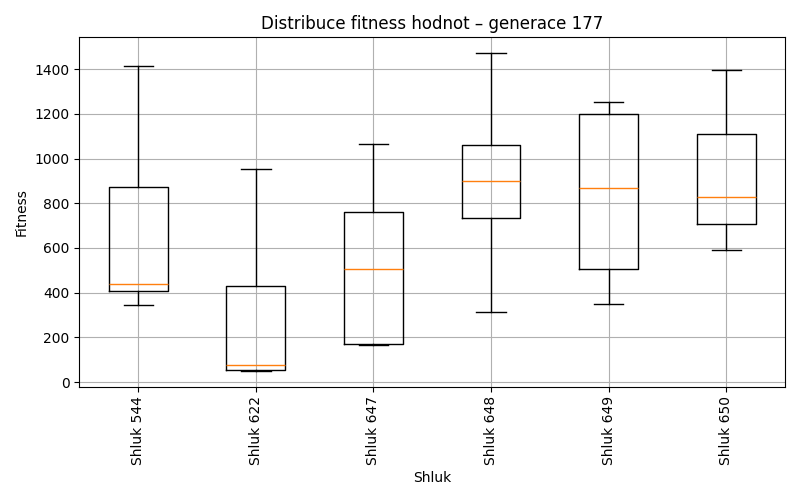 Distribuce fitness hodnot – generace 177
Fitness
1400
1200
1000
800
600
400
200
0
Shluk 544
Shluk 622
Shluk 647
Shluk 648
Shluk 649
Shluk 650
Shluk